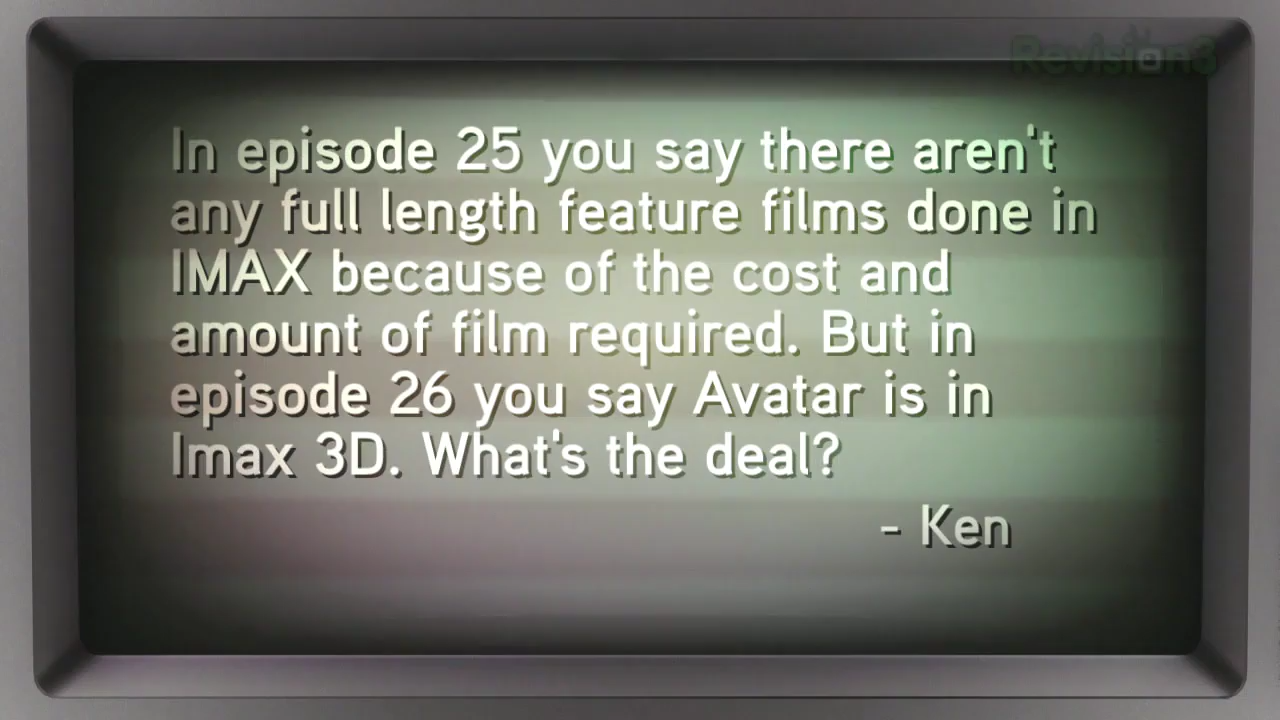 Revision3
In episode 25 you say there aren't
any full length feature films done in
IMAX because of the cost and
amount of film required. But in
episode 26 you say Avatar is in
Imax 3D. What's the deal?
- Ken